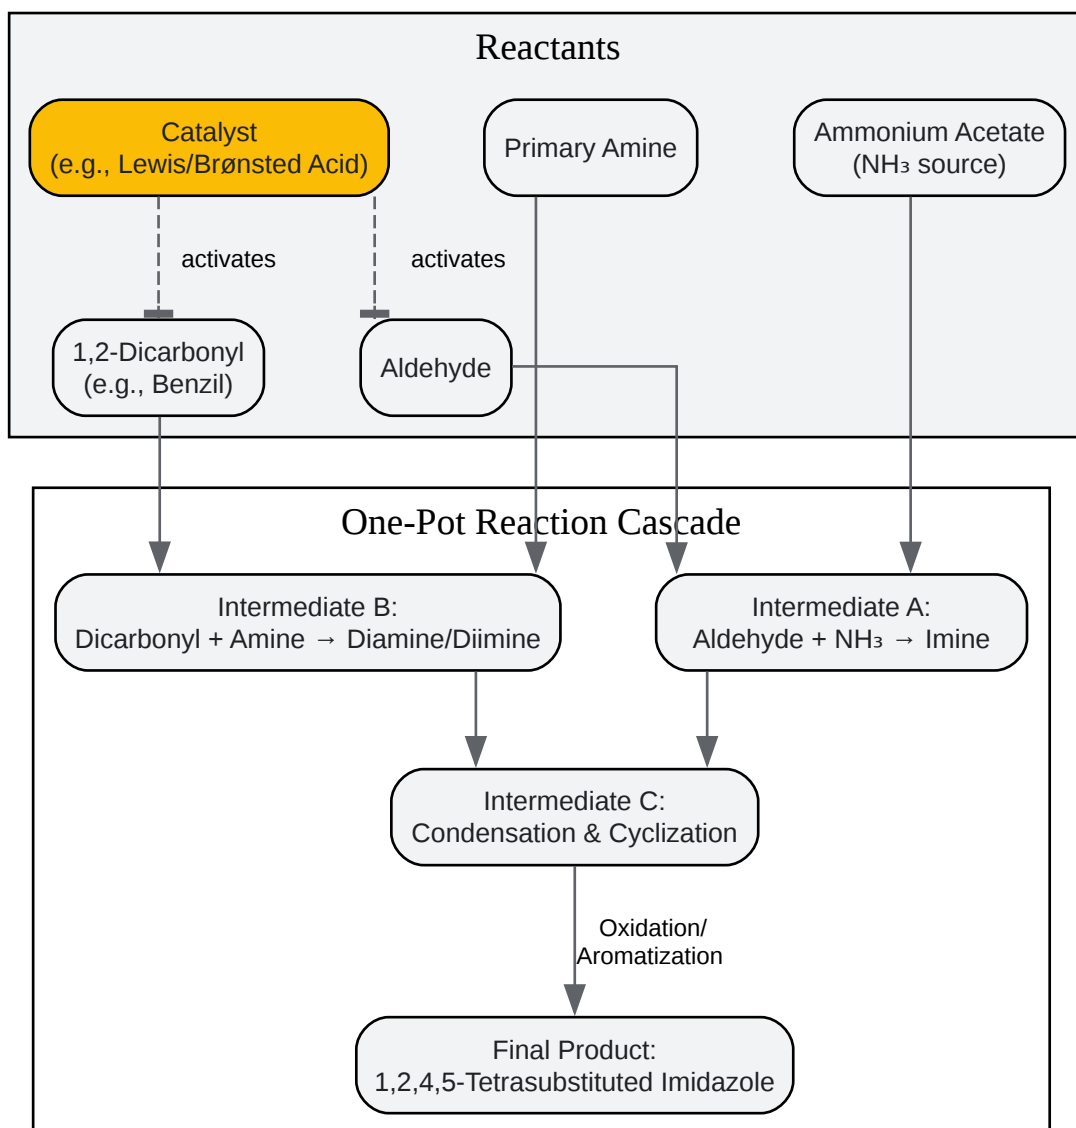 Reactants
Catalyst
(e.g., Lewis/Brønsted Acid)
Primary Amine
Ammonium Acetate
(NH₃ source)
activates
activates
1,2-Dicarbonyl
(e.g., Benzil)
Aldehyde
One-Pot Reaction Cascade
Intermediate B:
Dicarbonyl + Amine → Diamine/Diimine
Intermediate A:
Aldehyde + NH₃ → Imine
Intermediate C:
Condensation & Cyclization
Oxidation/
Aromatization
Final Product:
1,2,4,5-Tetrasubstituted Imidazole